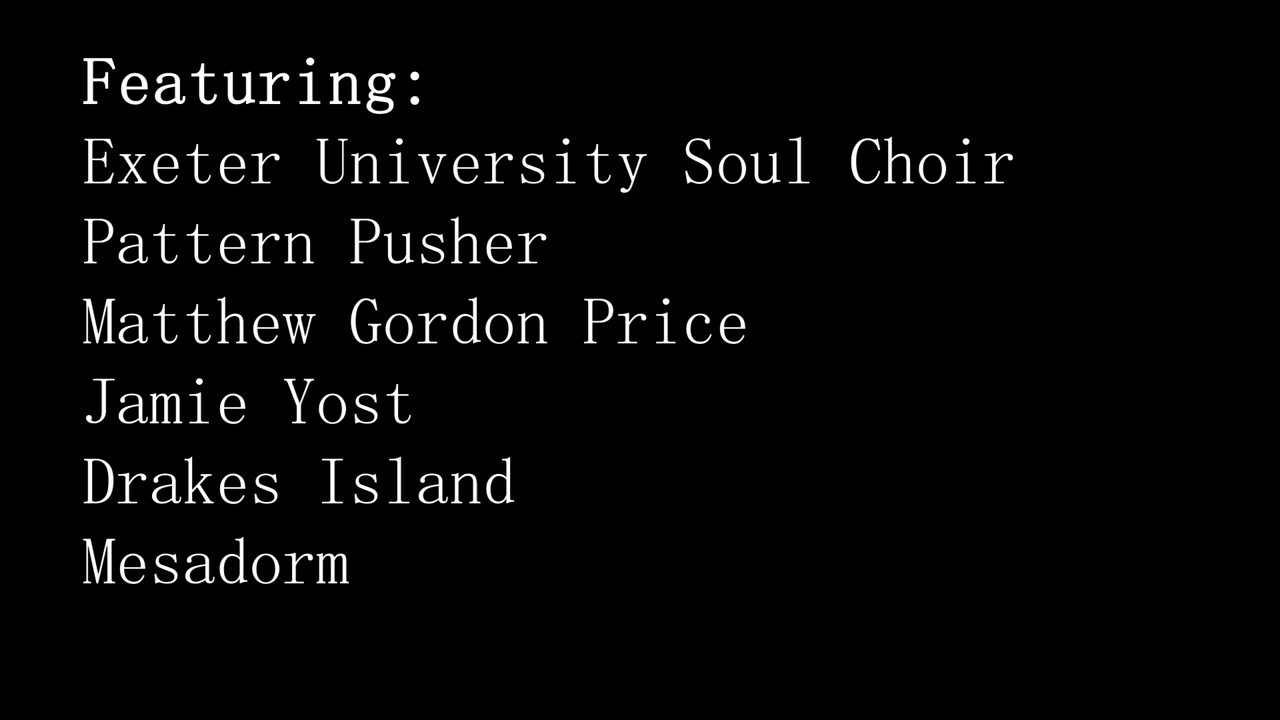 Featuring:
Exeter University Soul Choir
Pattern Pusher
Matthew Gordon Price
Jamie Yost
Drakes Island
Mesadorm